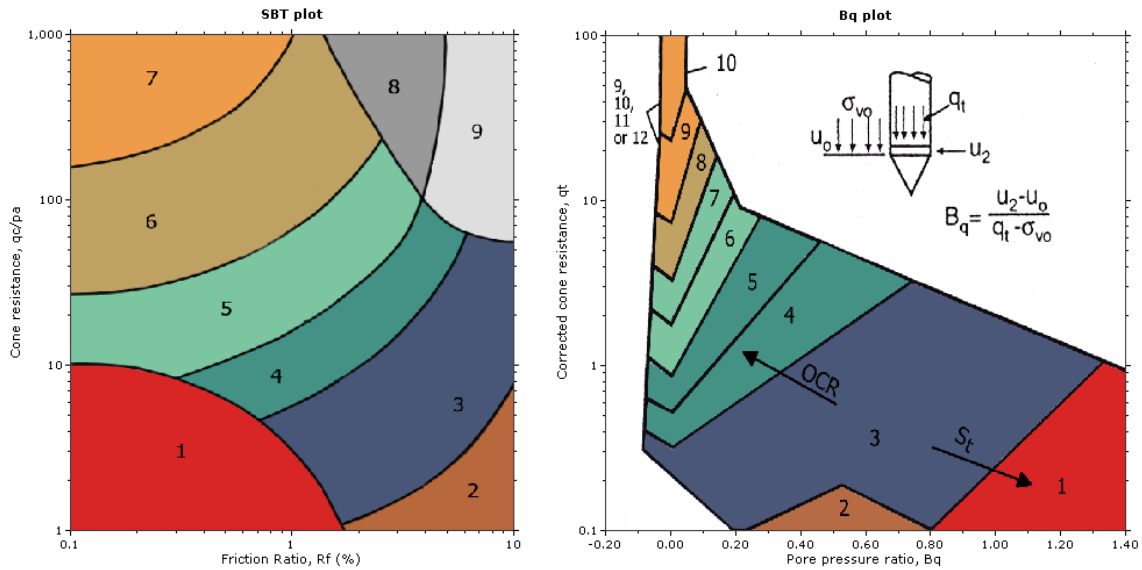 SBT plot
Cone resistance, qc/pa
1,000
100
10
1
7
8
9
6
5
4
3
1
2
0.1
1
10
Friction Ratio, Rf (%)
Bq plot
Corrected cone resistance, qt
100
10
1
0.1
10
9,
10,
11
or 12
9
8
7
6
5
4
3
2
1
OCR
St
σvo
qt
uo
u2
Bq= u2-uo
qt-σvo
-0.20
0.00
0.20
0.40
0.60
0.80
1.00
1.20
1.40
Pore pressure ratio, Bq